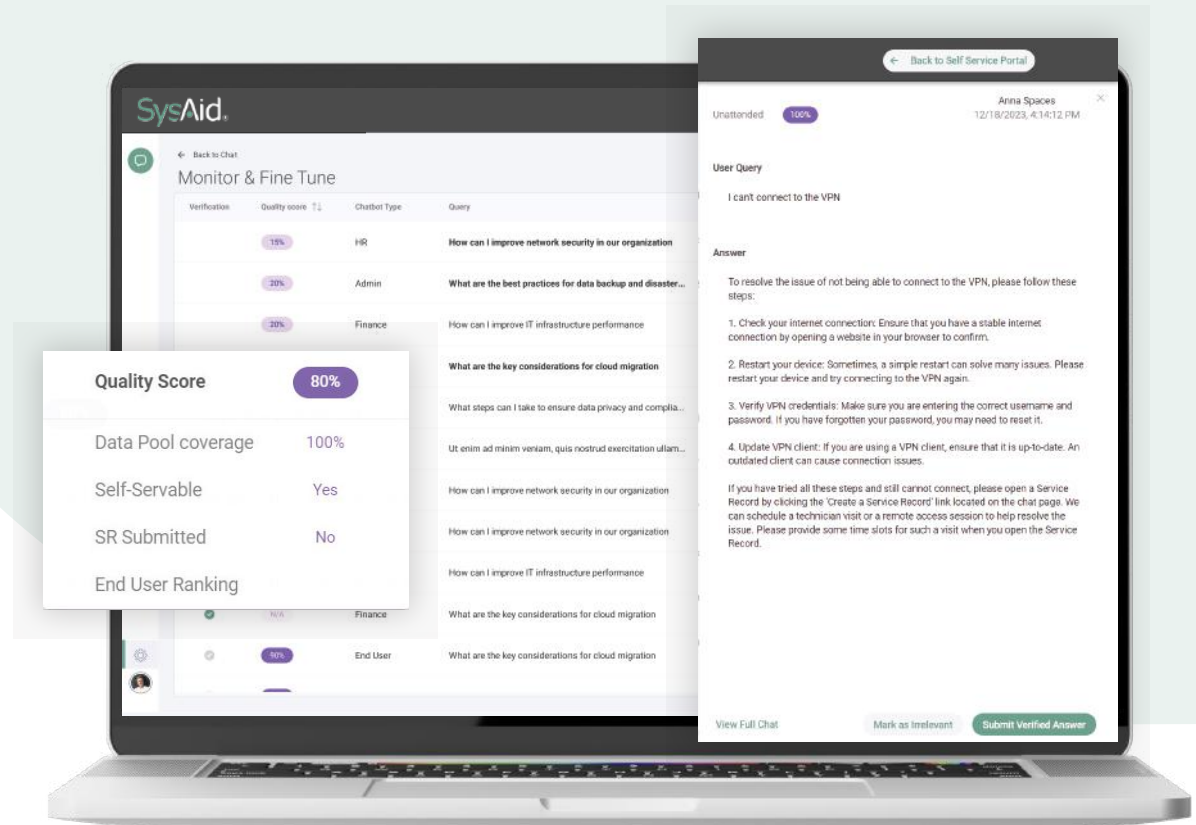 SysAid.
Back to Chat
Monitor & Fine Tune
Verification Quality score Chatbot Type Query
15% HR How can I improve network security in our organization
20% Admin What are the best practices for data backup and disaster...
20% Finance How can I improve IT infrastructure performance
What are the key considerations for cloud migration
What steps can I take to ensure data privacy and complia...
Ut enim ad minim veniam, quis nostrud exercitation ullam...
How can I improve network security in our organization
How can I improve network security in our organization
How can I improve IT infrastructure performance
N/A Finance What are the key considerations for cloud migration
90% End User What are the key considerations for cloud migration
Quality Score 80%
Data Pool coverage 100%
Self-Servable Yes
SR Submitted No
End User Ranking
Back to Self Service Portal
Unattended 100%
Anna Spaces
12/18/2023, 4:14:12 PM
User Query
I can't connect to the VPN
Answer
To resolve the issue of not being able to connect to the VPN, please follow these
steps:
1. Check your internet connection: Ensure that you have a stable internet
connection by opening a website in your browser to confirm.
2. Restart your device: Sometimes, a simple restart can solve many issues. Please
restart your device and try connecting to the VPN again.
3. Verify VPN credentials: Make sure you are entering the correct username and
password. If you have forgotten your password, you may need to reset it.
4. Update VPN client: If you are using a VPN client, ensure that it is up-to-date. An
outdated client can cause connection issues.
If you have tried all these steps and still cannot connect, please open a Service
Record by clicking the 'Create a Service Record' link located on the chat page. We
can schedule a technician visit or a remote access session to help resolve the
issue. Please provide some time slots for such a visit when you open the Service
Record.
View Full Chat
Mark as Irrelevant
Submit Verified Answer